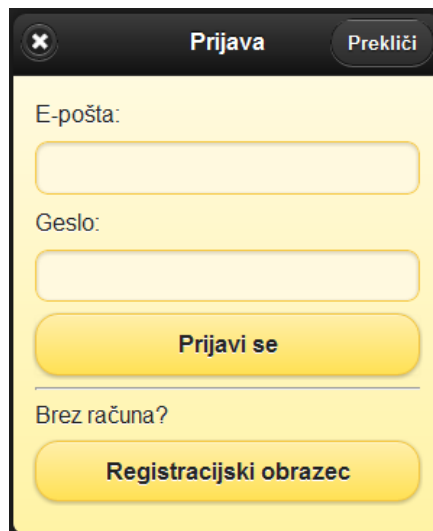 Prijava
Prekliči
E-pošta:
Geslo:
Prijavi se
Brez računa?
Registracijski obrazec